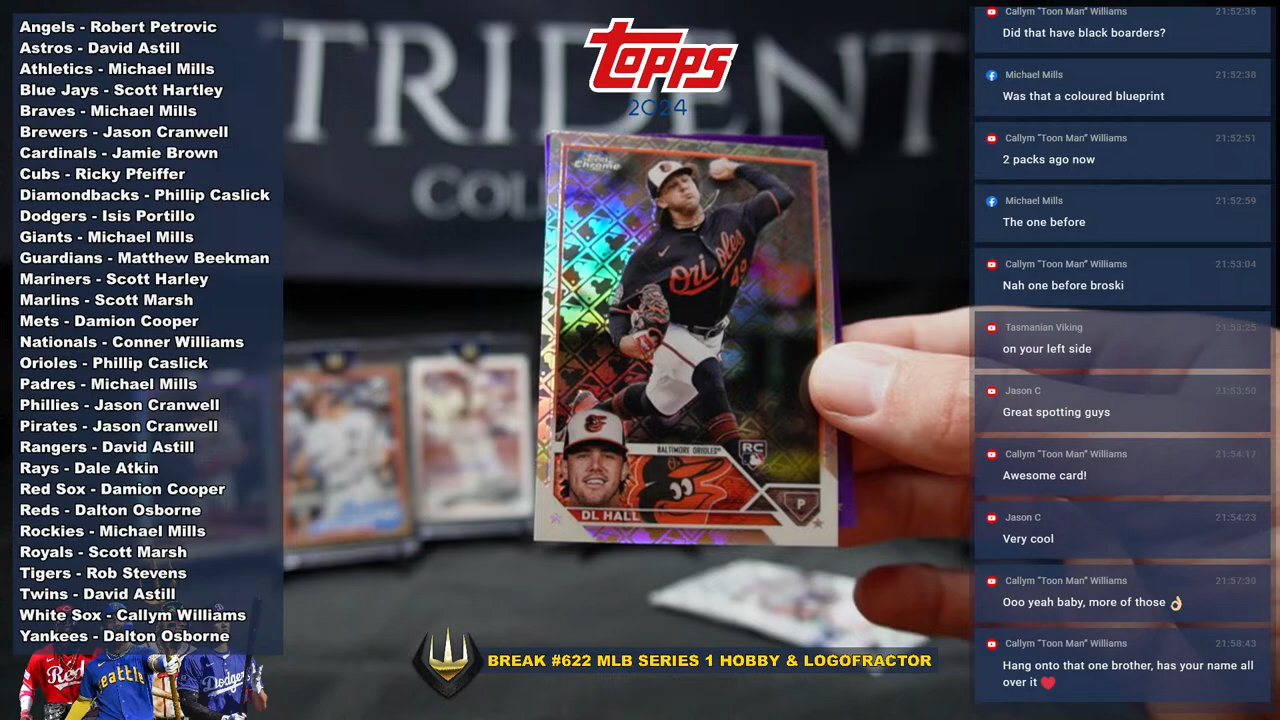 Angels - Robert Petrovic
Astros - David Astill
Athletics - Michael Mills
Blue Jays - Scott Hartley
Braves - Michael Mills
Brewers - Jason Cranwell
Cardinals - Jamie Brown
Cubs - Ricky Pfeiffer
Diamondbacks - Phillip Caslick
Dodgers - Isis Portillo
Giants - Michael Mills
Guardians - Matthew Beekman
Mariners - Scott Harley
Marlins - Scott Marsh
Mets - Damion Cooper
Nationals - Conner Williams
Orioles - Phillip Caslick
Padres - Michael Mills
Phillies - Jason Cranwell
Pirates - Jason Cranwell
Rangers - David Astill
Rays - Dale Atkin
Red Sox - Damion Cooper
Reds - Dalton Osborne
Rockies - Michael Mills
Royals - Scott Marsh
Tigers - Rob Stevens
Twins - David Astill
White Sox - Callym Williams
Yankees - Dalton Osborne
Red
Seattle
Dodgers
TRIDENT
COL
topps
2024
Topps
Chrome
Orioles
49
BALTIMORE ORIOLES
RC
DL HALL
P
BREAK #622 MLB SERIES 1 HOBBY & LOGOFRACTOR
Callym "Toon Man" Williams 21:52:36
Did that have black boarders?
Michael Mills 21:52:38
Was that a coloured blueprint
Callym "Toon Man" Williams 21:52:51
2 packs ago now
Michael Mills 21:52:59
The one before
Callym "Toon Man" Williams 21:53:04
Nah one before broski
Tasmanian Viking 21:53:25
on your left side
Jason C 21:53:50
Great spotting guys
Callym "Toon Man" Williams 21:54:17
Awesome card!
Jason C 21:54:23
Very cool
Callym "Toon Man" Williams 21:57:30
Ooo yeah baby, more of those 👌
Callym "Toon Man" Williams 21:58:43
Hang onto that one brother, has your name all
over it ❤️